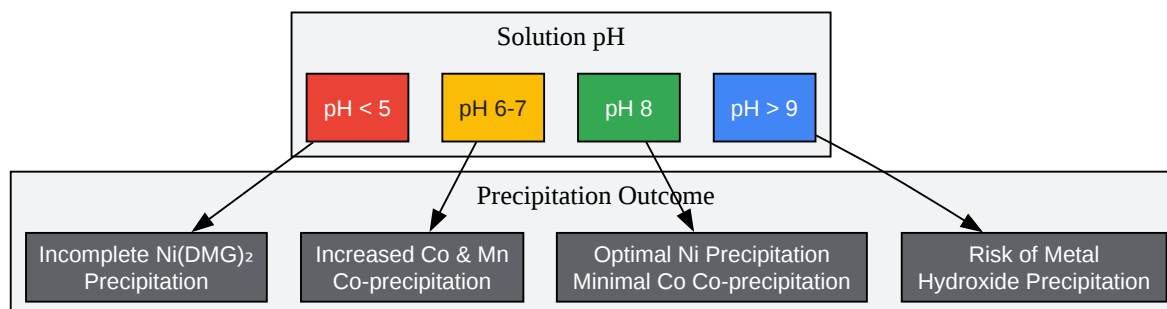 Solution pH
pH < 5
pH 6-7
pH 8
pH > 9
Precipitation Outcome
Incomplete Ni(DMG)₂
Precipitation
Increased Co & Mn
Co-precipitation
Optimal Ni Precipitation
Minimal Co Co-precipitation
Risk of Metal
Hydroxide Precipitation